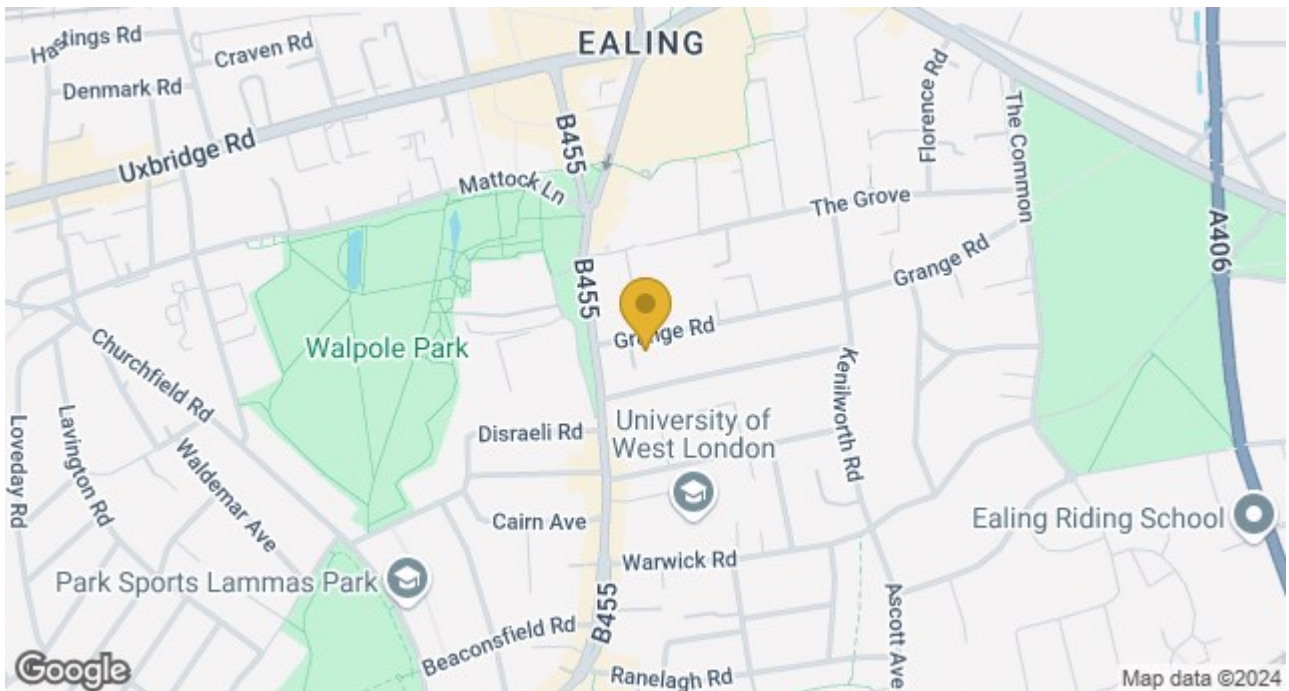 Hastings Rd
Craven Rd
EALING
Denmark Rd
Uxbridge Rd
B455
Mattock Ln
Florence Rd
The Common
The Grove
A406
B455
Grange Rd
Grange Rd
Walpole Park
Churchfield Rd
Loveday Rd
Lavington Rd
Waldemar Ave
Disraeli Rd
University of
West London
Kenilworth Rd
Cairn Ave
Ealing Riding School
Warwick Rd
Park Sports Lammas Park
B455
Ascott Ave
Beaconsfield Rd
Ranelagh Rd
Google
Map data ©2024